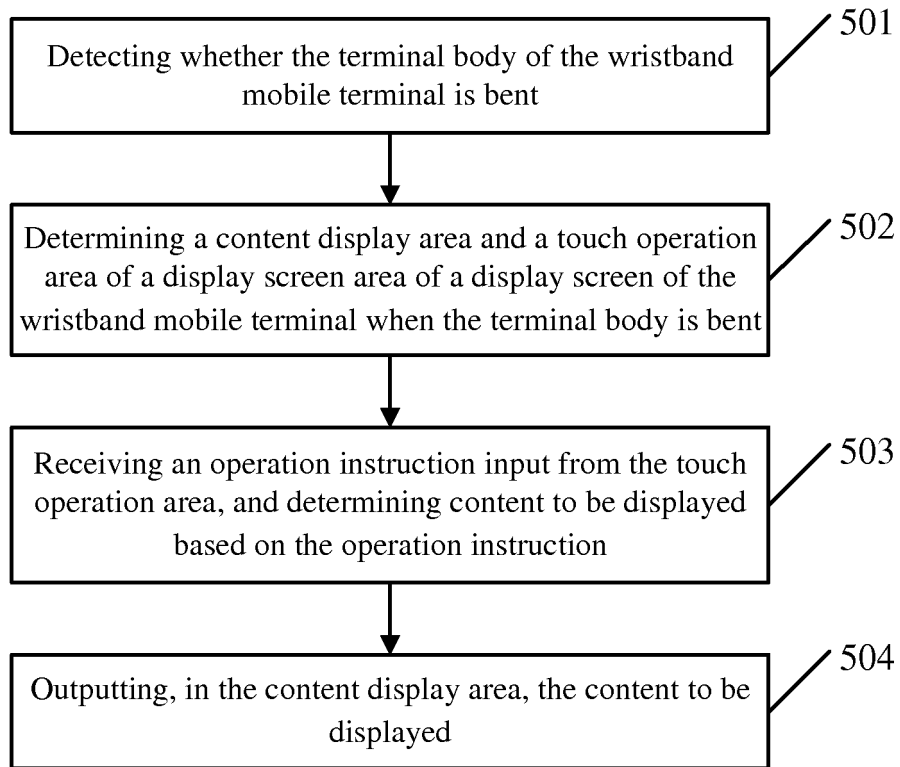 501
Detecting whether the terminal body of the wristband
mobile terminal is bent
502
Determining a content display area and a touch operation
area of a display screen area of a display screen of the
wristband mobile terminal when the terminal body is bent
503
Receiving an operation instruction input from the touch
operation area, and determining content to be displayed
based on the operation instruction
504
Outputting, in the content display area, the content to be
displayed